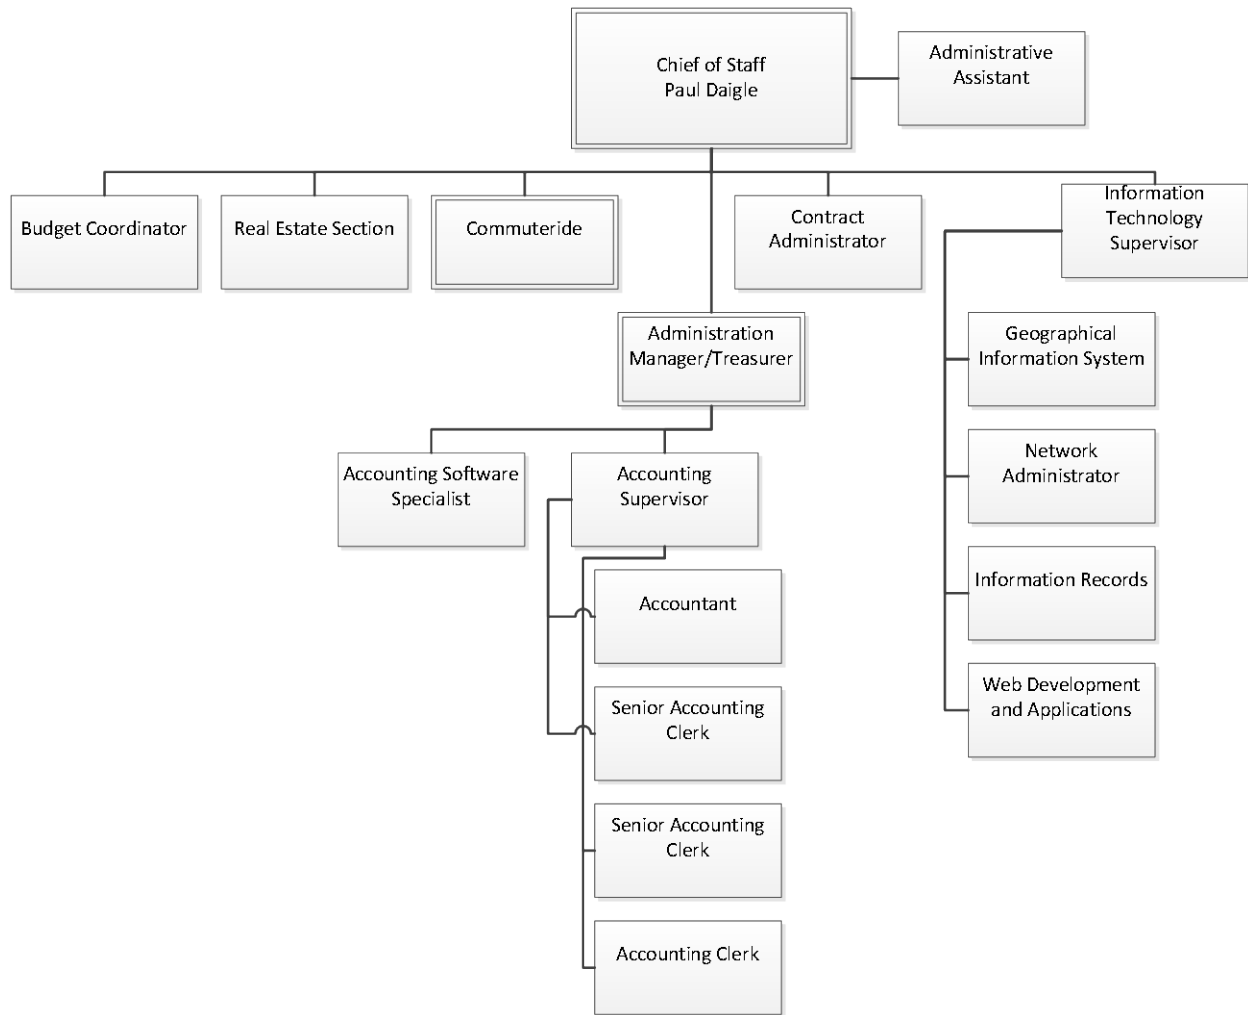 Chief of Staff
Paul Daigle
Administrative
Assistant
Budget Coordinator
Real Estate Section
Commuteride
Contract
Administrator
Information
Technology
Supervisor
Administration
Manager/Treasurer
Geographical
Information System
Network
Administrator
Information Records
Web Development
and Applications
Accounting Software
Specialist
Accounting
Supervisor
Accountant
Senior Accounting
Clerk
Senior Accounting
Clerk
Accounting Clerk